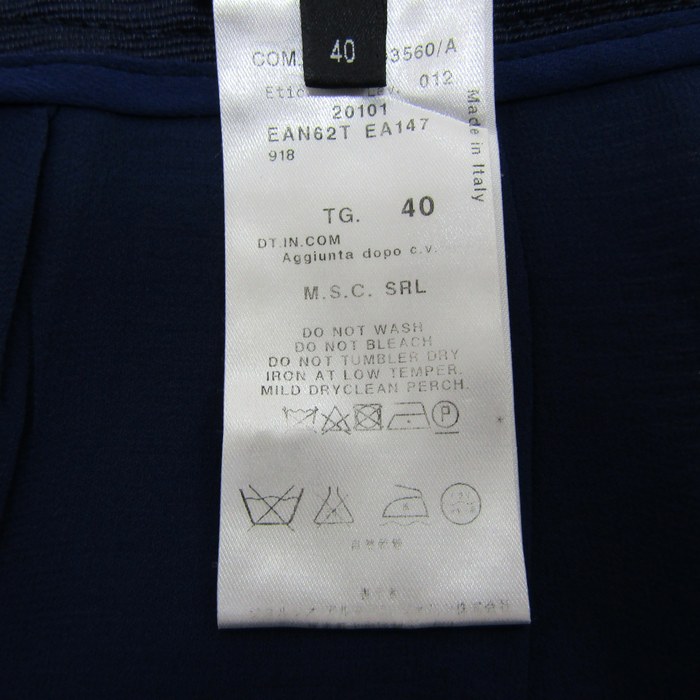 40
COM. 3560/A
012
20101
EAN62T EA147
918
Made in Italy
TG. 40
DT.IN.COM
Aggiunta dopo c.v.
M.S.C. SRL
DO NOT WASH
DO NOT BLEACH
DO NOT TUMBLER DRY
IRON AT LOW TEMPER.
MILD DRYCLEAN PERCH.
P